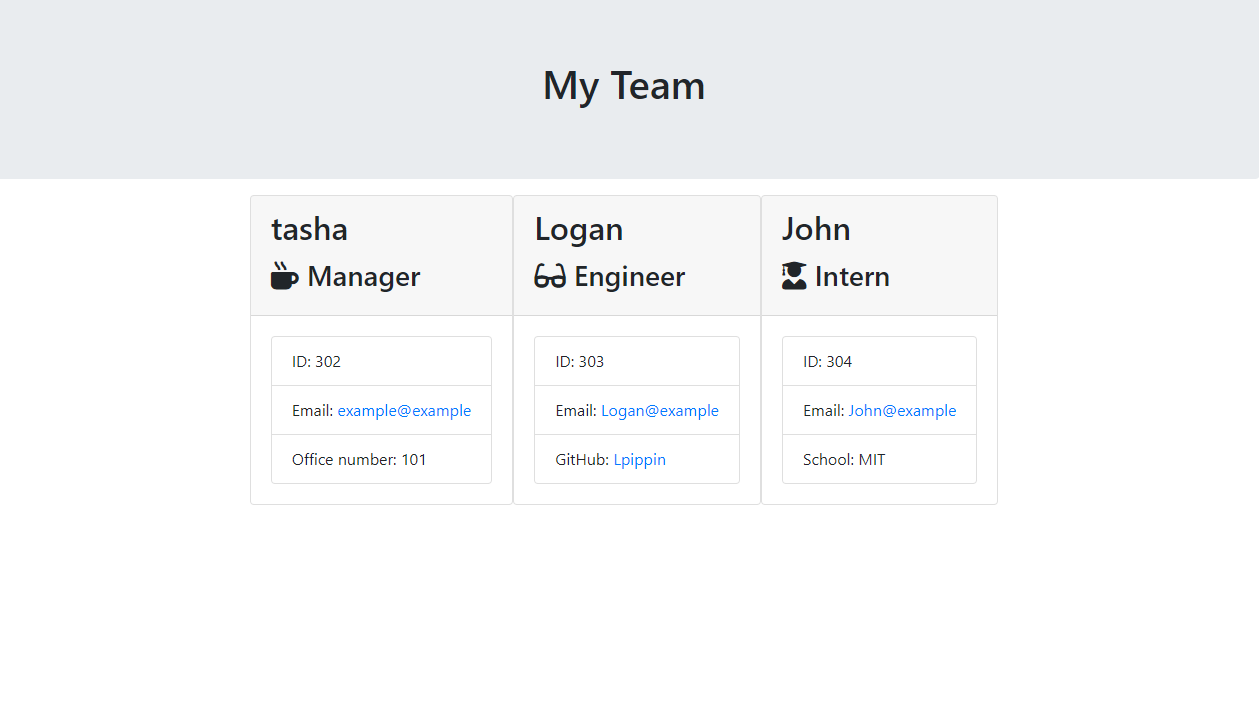 My Team
tasha
Manager
ID: 302
Email: example@example
Office number: 101
Logan
Engineer
ID: 303
Email: Logan@example
GitHub: Lpippin
John
Intern
ID: 304
Email: John@example
School: MIT